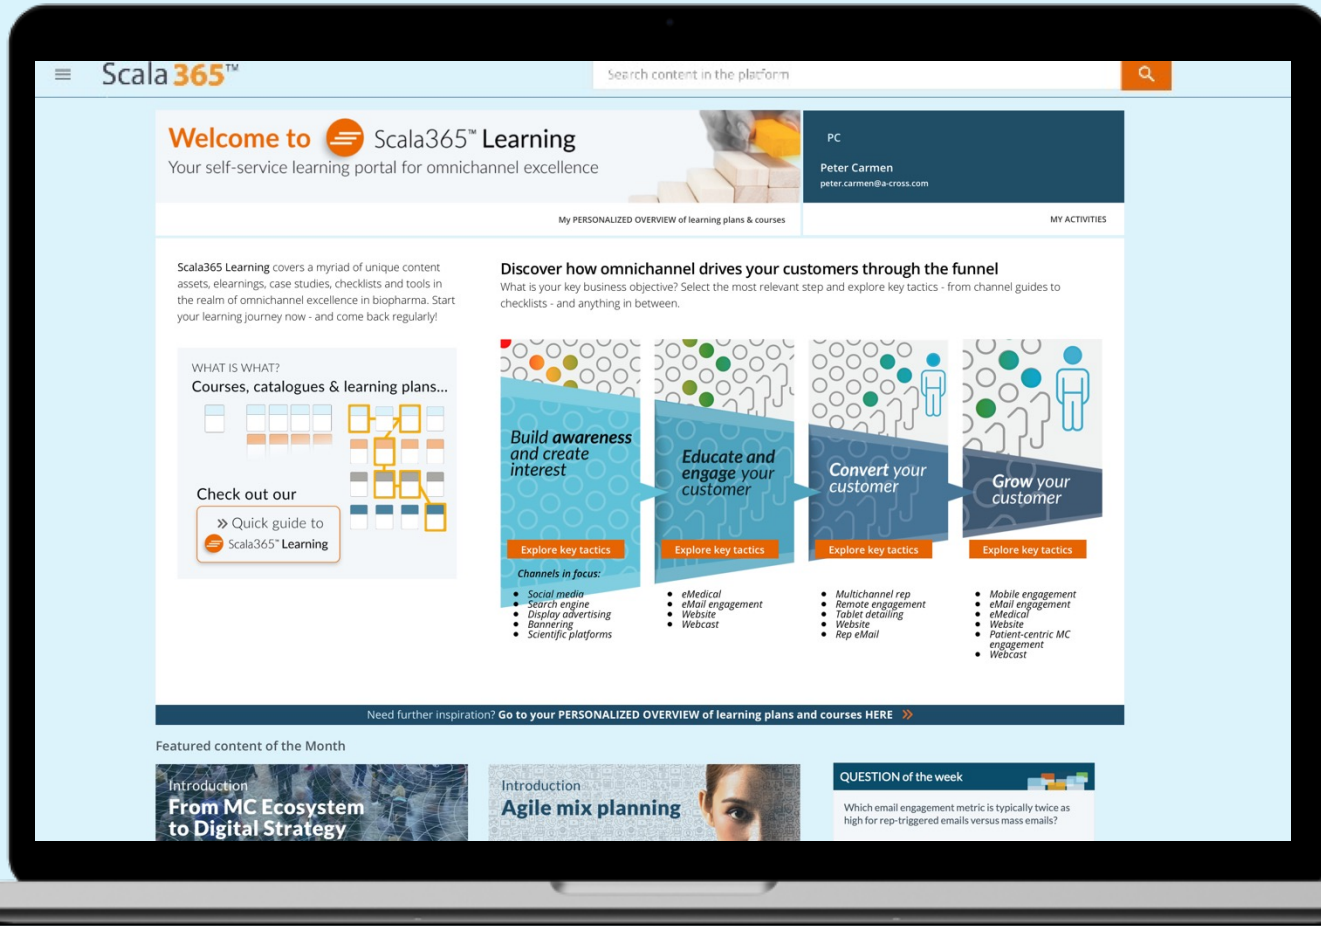 Scala 365™
Search content in the platform
Welcome to Scala365™ Learning
Your self-service learning portal for omnichannel excellence
PC
Peter Carmen
peter.carmen@a-cross.com
My PERSONALIZED OVERVIEW of learning plans & courses
MY ACTIVITIES
Scala365 Learning covers a myriad of unique content
assets, elearnings, case studies, checklists and tools in
the realm of omnichannel excellence in biopharma. Start
your learning journey now - and come back regularly!
WHAT IS WHAT?
Courses, catalogues & learning plans...
Check out our
» Quick guide to
Scala365™ Learning
Discover how omnichannel drives your customers through the funnel
What is your key business objective? Select the most relevant step and explore key tactics - from channel guides to
checklists - and anything in between.
Build awareness
and create
interest
Explore key tactics
Channels in focus:
• Social media
• Search engine
• Display advertising
• Bannering
• Scientific platforms
Educate and
engage your
customer
Explore key tactics
• eMedical
• eMail engagement
• Website
• Webcast
Convert your
customer
Explore key tactics
• Multichannel rep
• Remote engagement
• Tablet detailing
• Website
• Rep eMail
Grow your
customer
Explore key tactics
• Mobile engagement
• eMail engagement
• eMedical
• Website
• Patient-centric MC
engagement
• Webcast
Need further inspiration? Go to your PERSONALIZED OVERVIEW of learning plans and courses HERE »
Featured content of the Month
Introduction
From MC Ecosystem
to Digital Strategy
Introduction
Agile mix planning
QUESTION of the week
Which email engagement metric is typically twice as
high for rep-triggered emails versus mass emails?